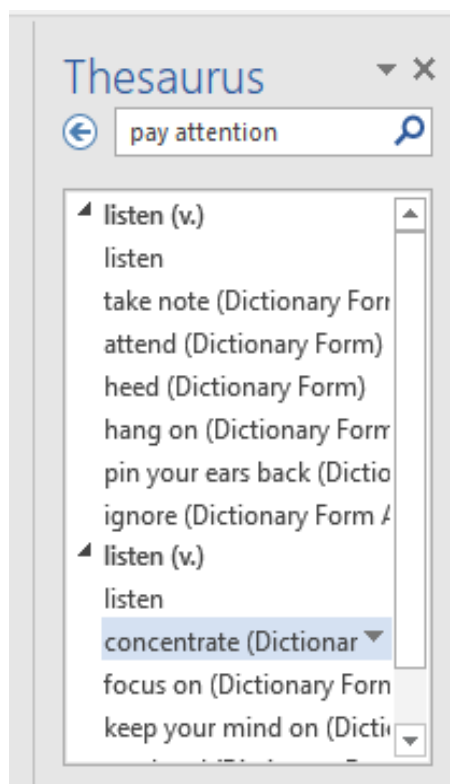 Thesaurus
pay attention
listen (v.)
listen
take note (Dictionary Forr
attend (Dictionary Form)
heed (Dictionary Form)
hang on (Dictionary Form
pin your ears back (Dictio
ignore (Dictionary Form A
listen (v.)
listen
concentrate (Dictionar
focus on (Dictionary Forn
keep your mind on (Dictio